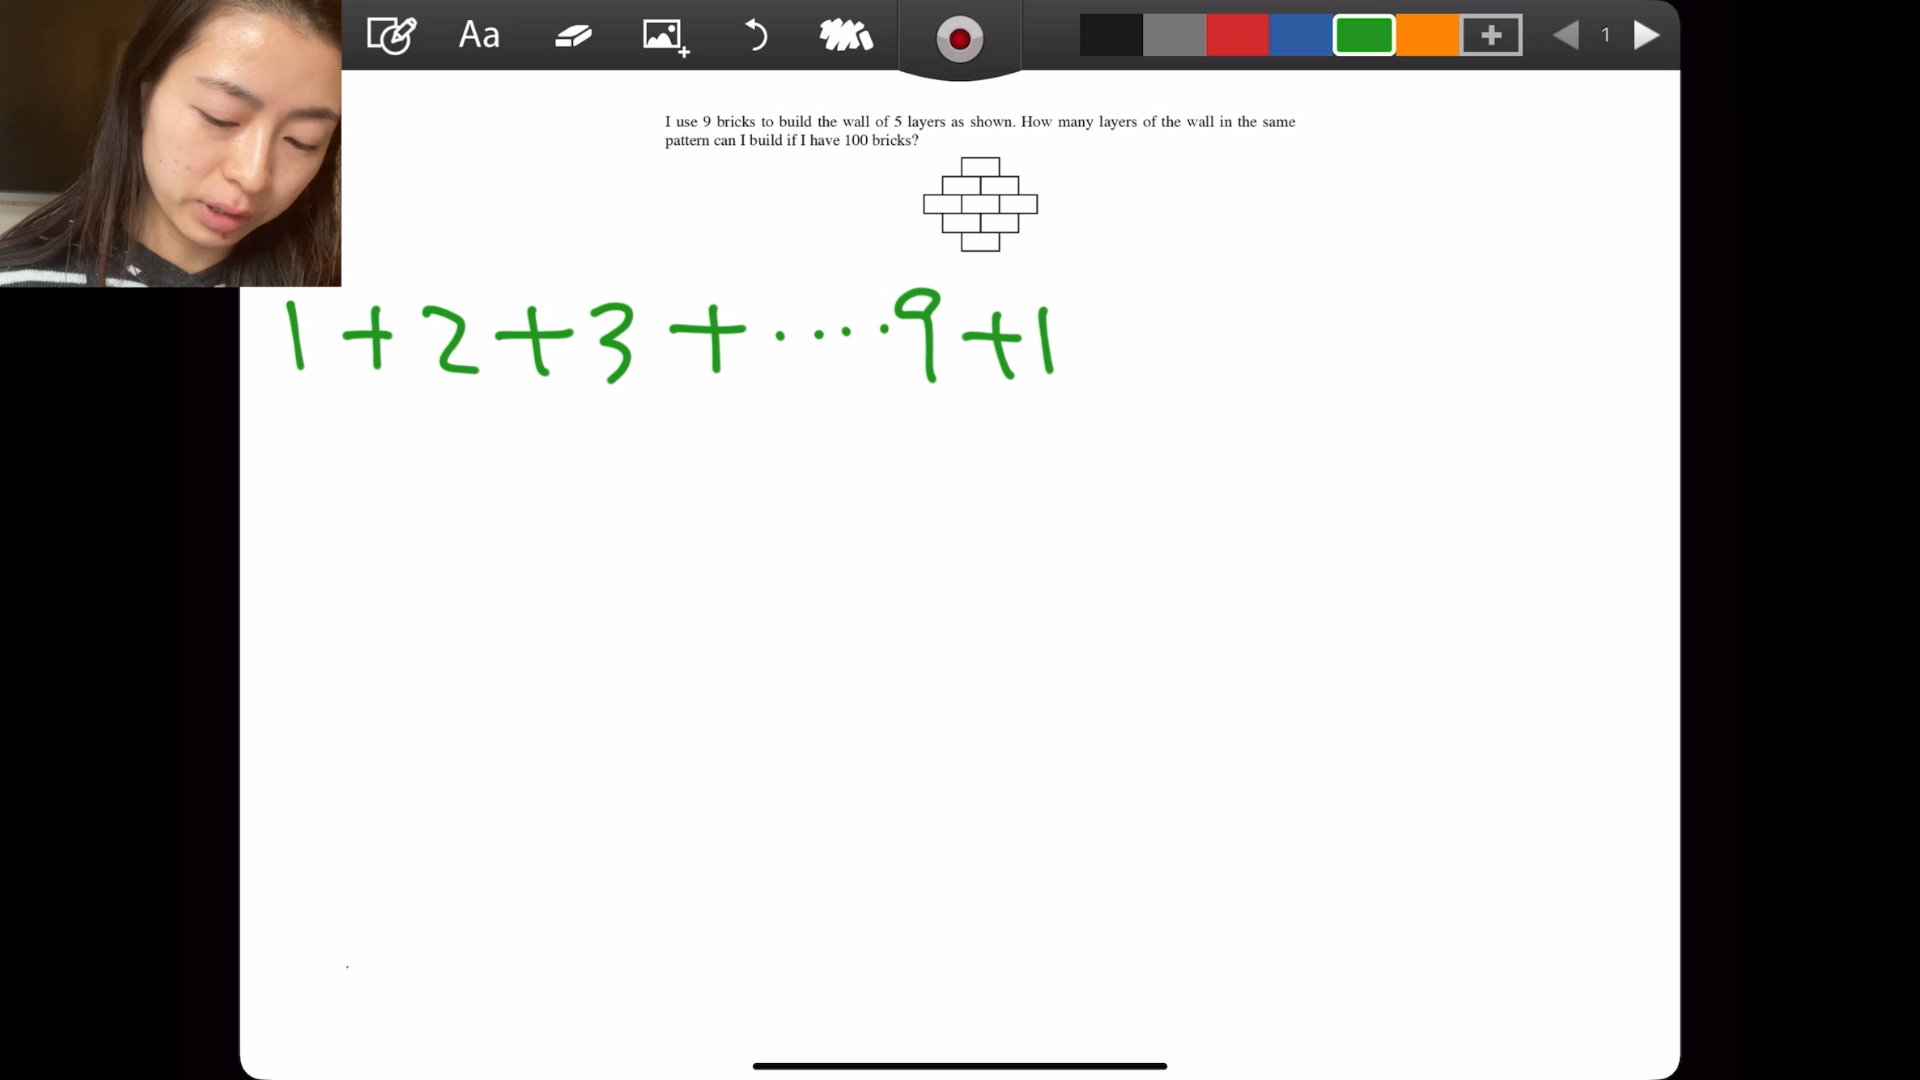 Aa
1
I use 9 bricks to build the wall of 5 layers as shown. How many layers of the wall in the same
pattern can I build if I have 100 bricks?
1 + 2 + 3 + .... 9 + 1